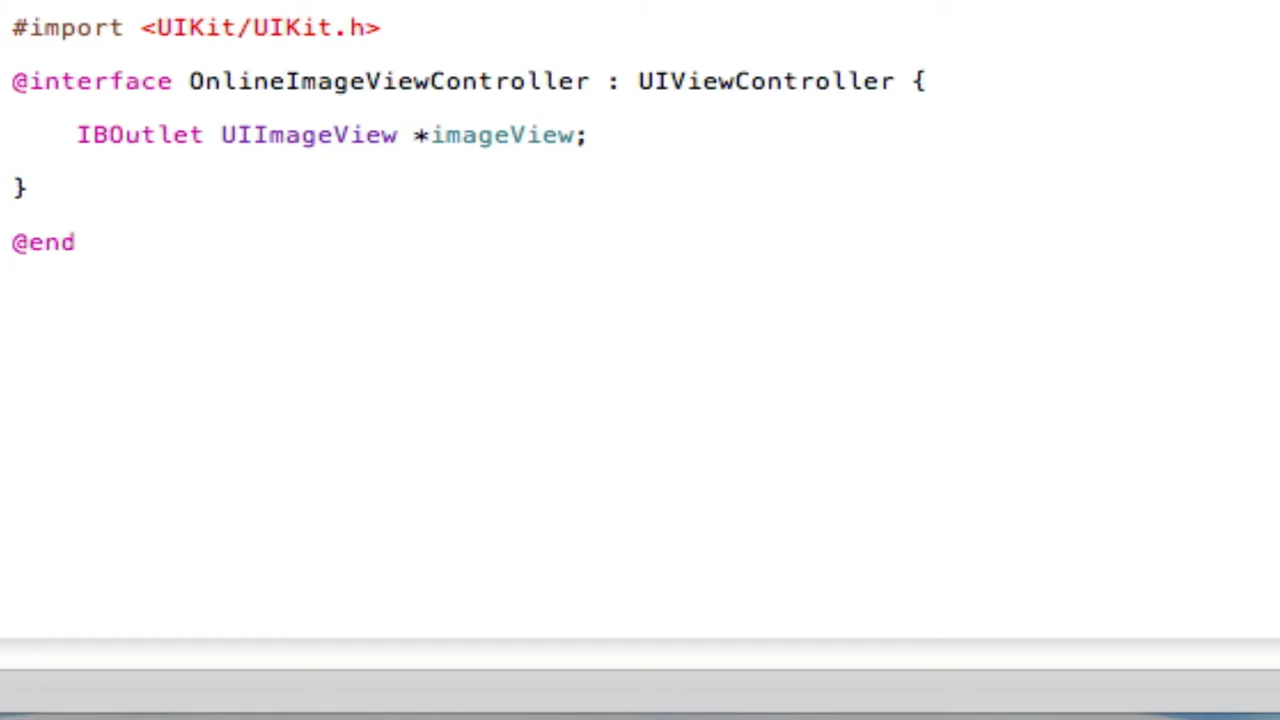 #import <UIKit/UIKit.h>
@interface OnlineImageViewController : UIViewController {
IBOutlet UIImageView *imageView;
}
@end